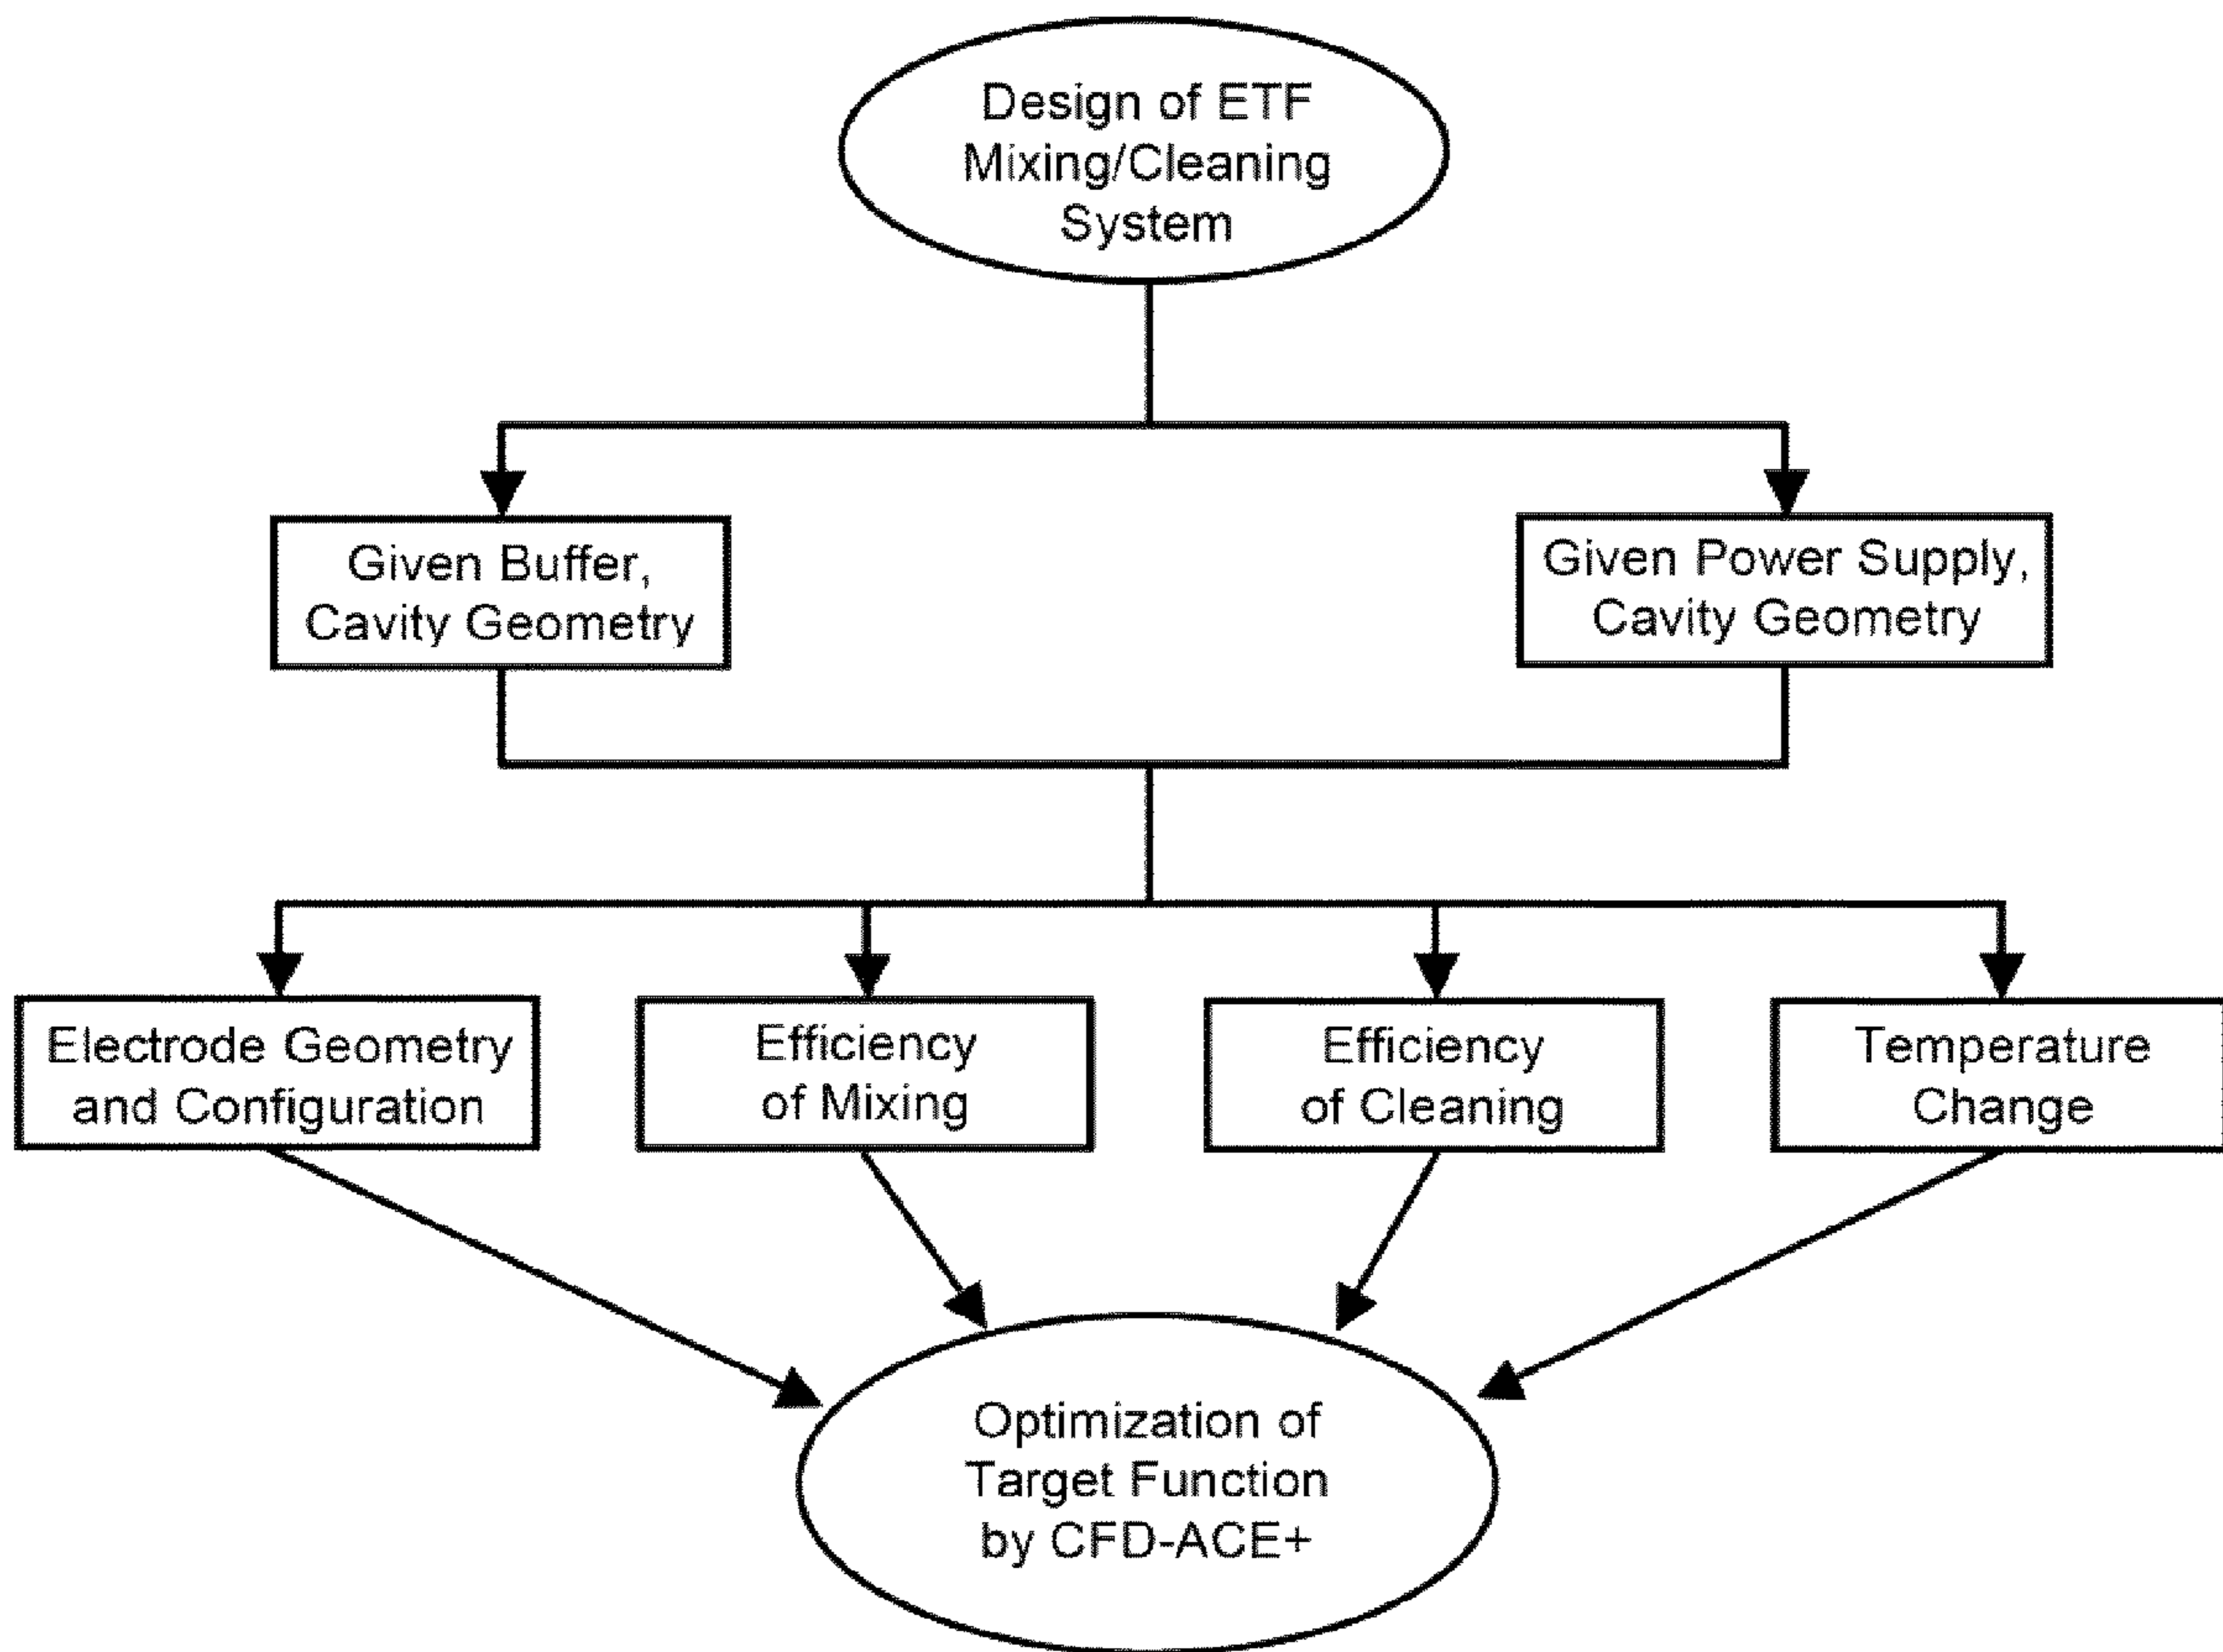 Design of ETF
Mixing/Cleaning
System
Given Buffer,
Cavity Geometry
Given Power Supply,
Cavity Geometry
Electrode Geometry
and Configuration
Efficiency
of Mixing
Efficiency
of Cleaning
Temperature
Change
Optimization of
Target Function
by CFD-ACE+